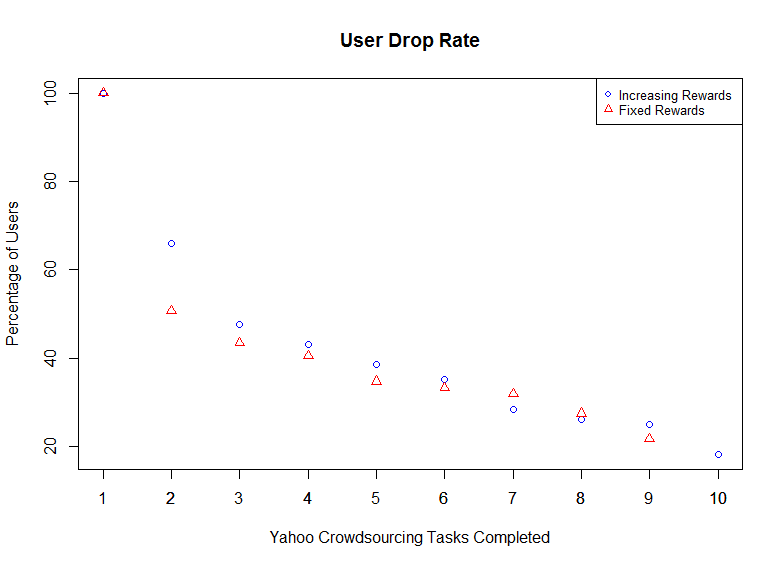 User Drop Rate
Increasing Rewards
Fixed Rewards
Percentage of Users
100
80
60
40
20
1 2 3 4 5 6 7 8 9 10
Yahoo Crowdsourcing Tasks Completed